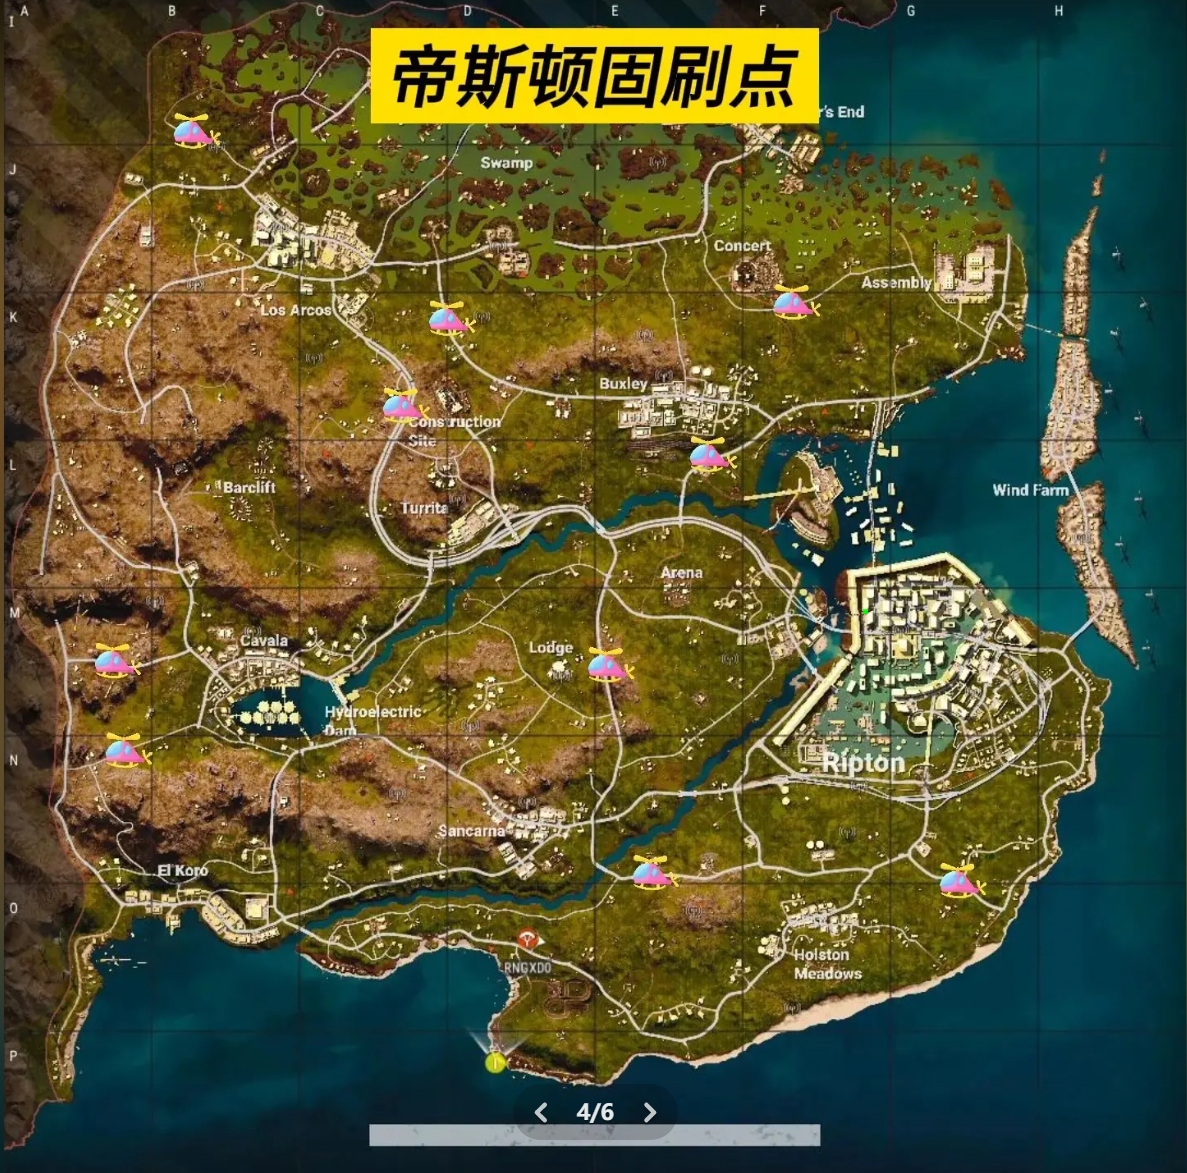 A B C D E F G H
I
帝斯顿固刷点
r's End
J
Swamp
Concert
Assembly
K
Los Arcos
Buxley
Construction
Site
L
Barclift
Wind Farm
Turrita
Arena
M
Cavala
Lodge
Hydroelectric
Dam
N
Ripton
Sancarna
El Koro
O
Holston
Meadows
RNGXDO
P
4/6